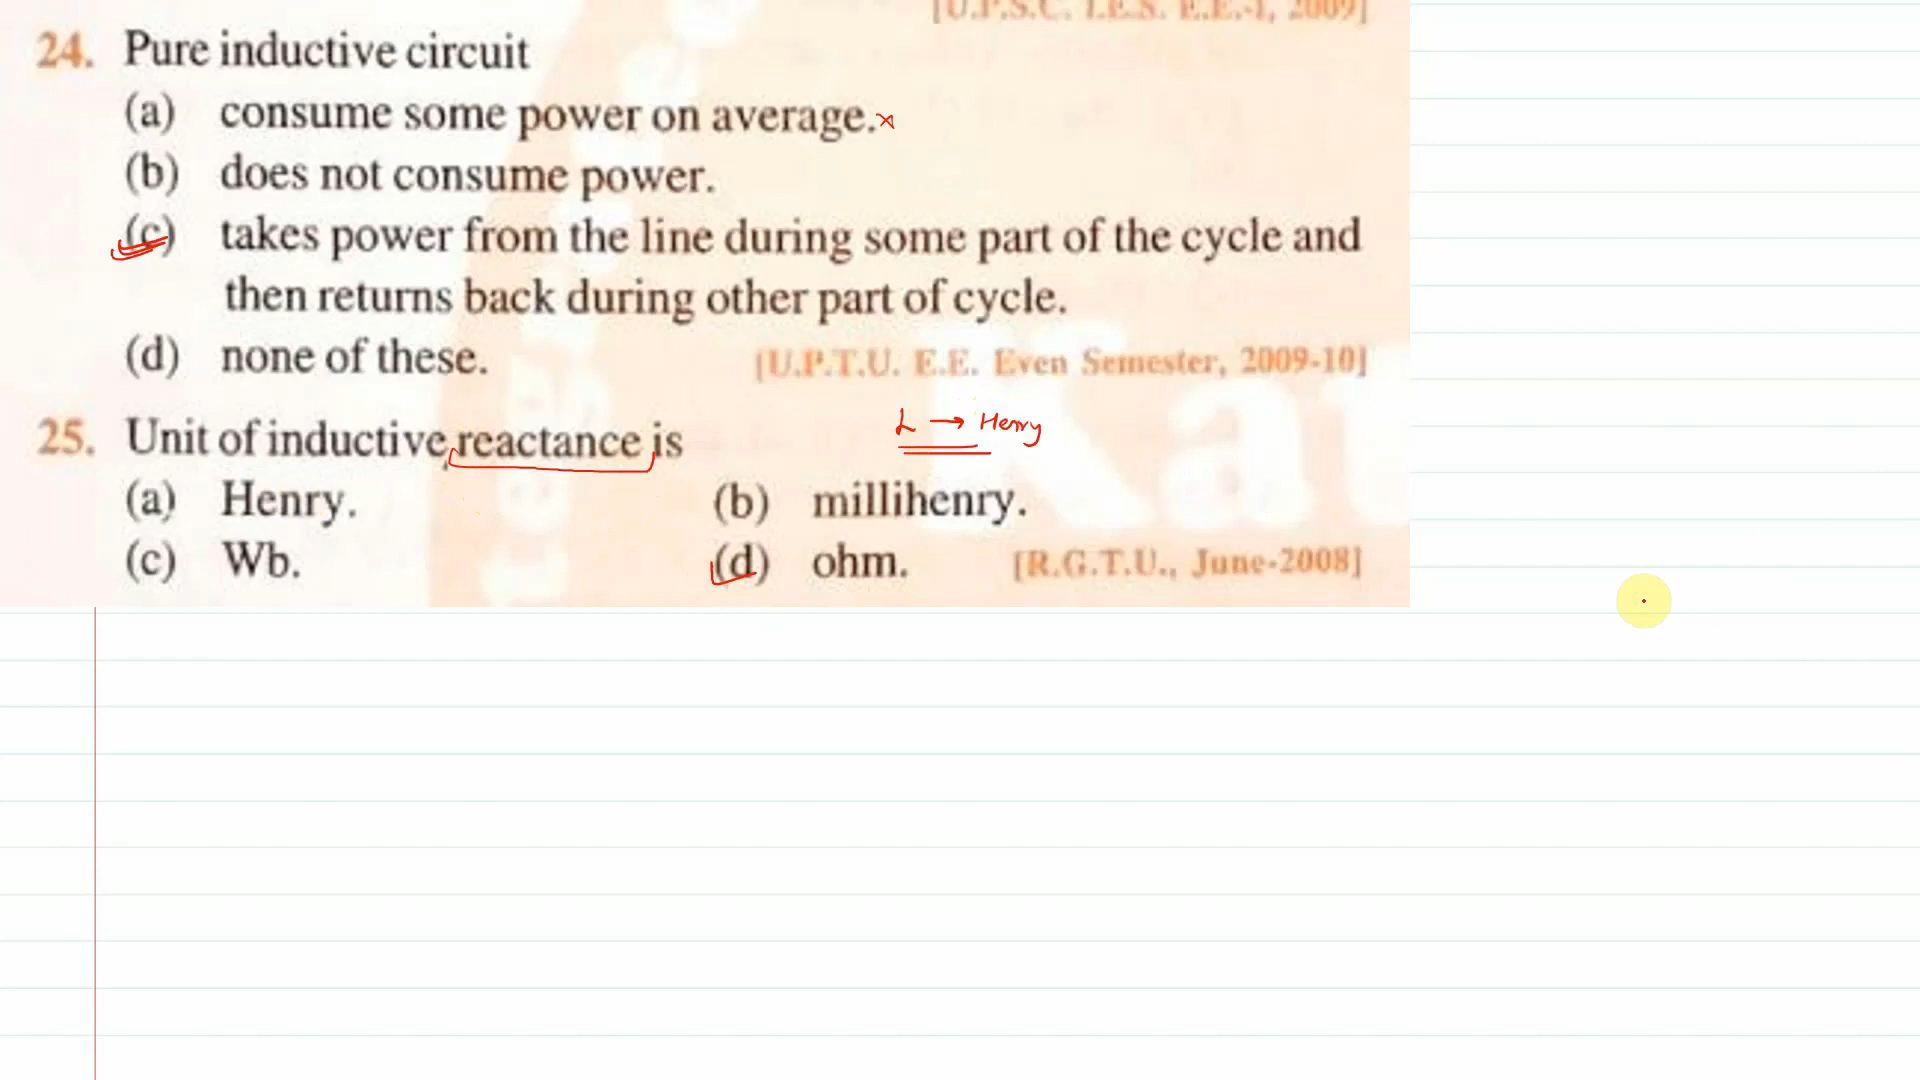 [U.P.S.C. I.E.S. E.E.-I, 2009]
24. Pure inductive circuit
(a) consume some power on average.×
(b) does not consume power.
(c) takes power from the line during some part of the cycle and
then returns back during other part of cycle.
(d) none of these. [U.P.T.U. E.E. Even Semester, 2009-10]
L → Henry
25. Unit of inductive reactance is
(a) Henry. (b) millihenry.
(c) Wb. (d) ohm. [R.G.T.U., June-2008]
Kat